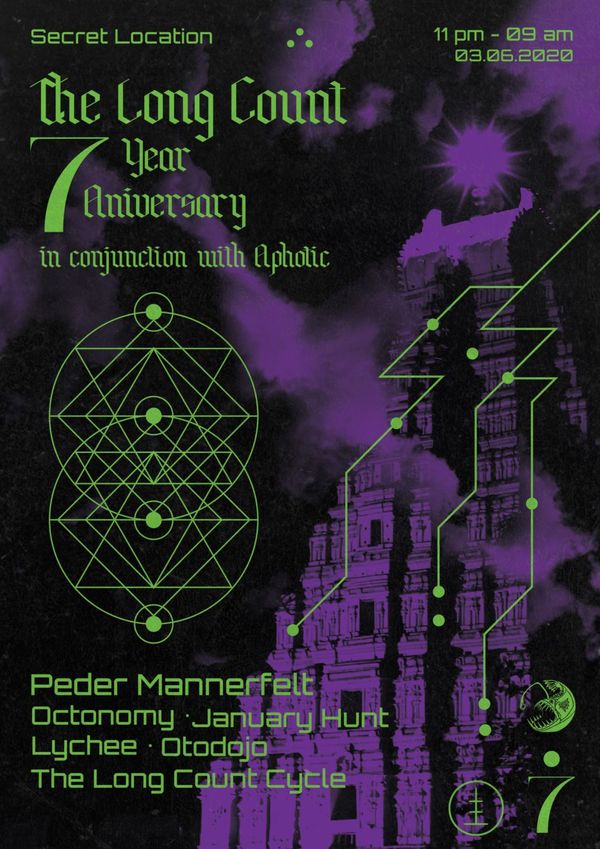 Secret Location
11 pm - 09 am
03.06.2020
The Long Count
7 Year
Aniversary
in conjunction with Aphotic
Peder Mannerfelt
Octonomy · January Hunt
Lychee · Otodojo
The Long Count Cycle
7